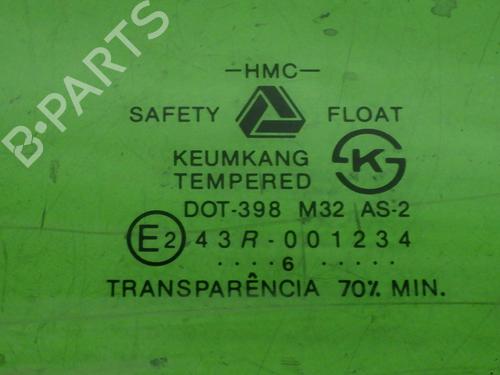 B-PARTS
—HMC—
SAFETY FLOAT
KEUMKANG
TEMPERED
K
DOT-398 M32 AS-2
E2 43R-001234
....6.....
TRANSPARÊNCIA 70% MIN.